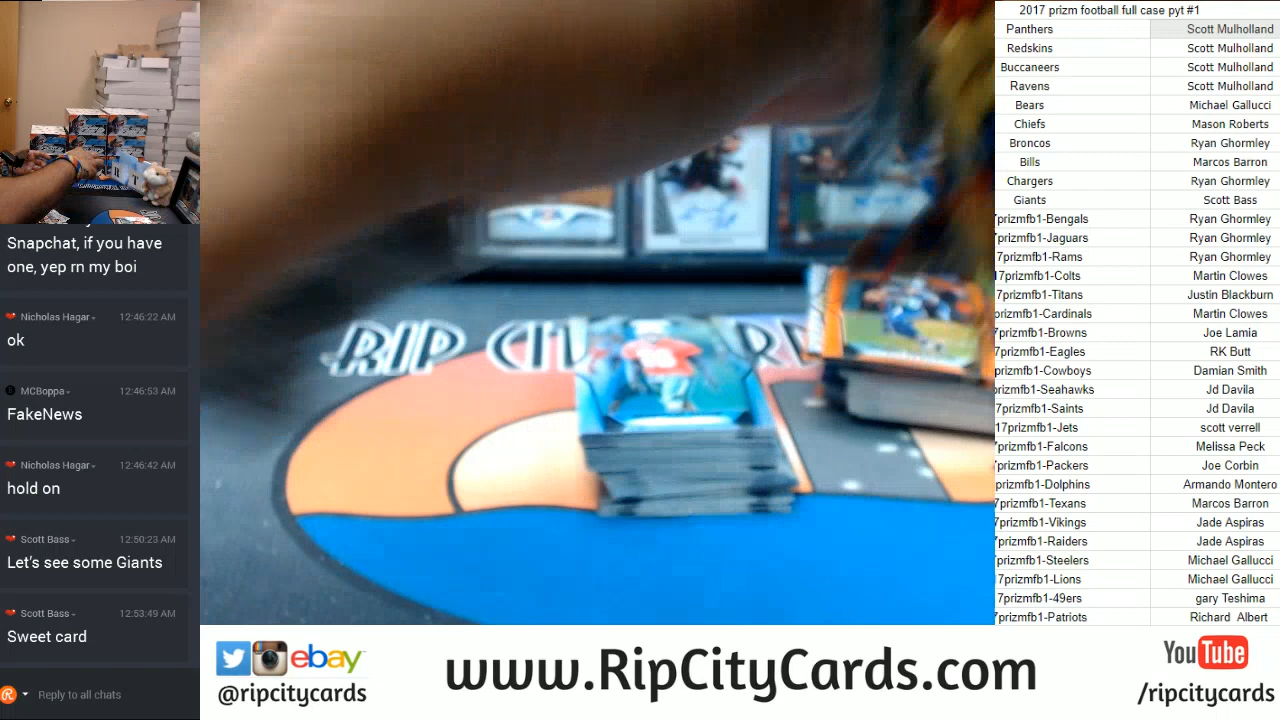 2017 prizm football full case pyt #1
Panthers Scott Mulholland
Redskins Scott Mulholland
Buccaneers Scott Mulholland
Ravens Scott Mulholland
Bears Michael Gallucci
Chiefs Mason Roberts
Broncos Ryan Ghormley
Bills Marcos Barron
Chargers Ryan Ghormley
Giants Scott Bass
7prizmfb1-Bengals Ryan Ghormley
7prizmfb1-Jaguars Ryan Ghormley
7prizmfb1-Rams Ryan Ghormley
17prizmfb1-Colts Martin Clowes
7prizmfb1-Titans Justin Blackburn
prizmfb1-Cardinals Martin Clowes
7prizmfb1-Browns Joe Lamia
7prizmfb1-Eagles RK Butt
prizmfb1-Cowboys Damian Smith
prizmfb1-Seahawks Jd Davila
7prizmfb1-Saints Jd Davila
17prizmfb1-Jets scott verrell
7prizmfb1-Falcons Melissa Peck
7prizmfb1-Packers Joe Corbin
7prizmfb1-Dolphins Armando Montero
7prizmfb1-Texans Marcos Barron
7prizmfb1-Vikings Jade Aspiras
7prizmfb1-Raiders Jade Aspiras
7prizmfb1-Steelers Michael Gallucci
17prizmfb1-Lions Michael Gallucci
7prizmfb1-49ers gary Teshima
7prizmfb1-Patriots Richard Albert
Snapchat, if you have
one, yep rn my boi
Nicholas Hagar 12:46:22 AM
ok
MCBoppa 12:46:53 AM
FakeNews
Nicholas Hagar 12:46:42 AM
hold on
Scott Bass 12:50:23 AM
Let's see some Giants
Scott Bass 12:53:49 AM
Sweet card
Reply to all chats
RIP
ebay
@ripcitycards
www.RipCityCards.com
YouTube
/ripcitycards